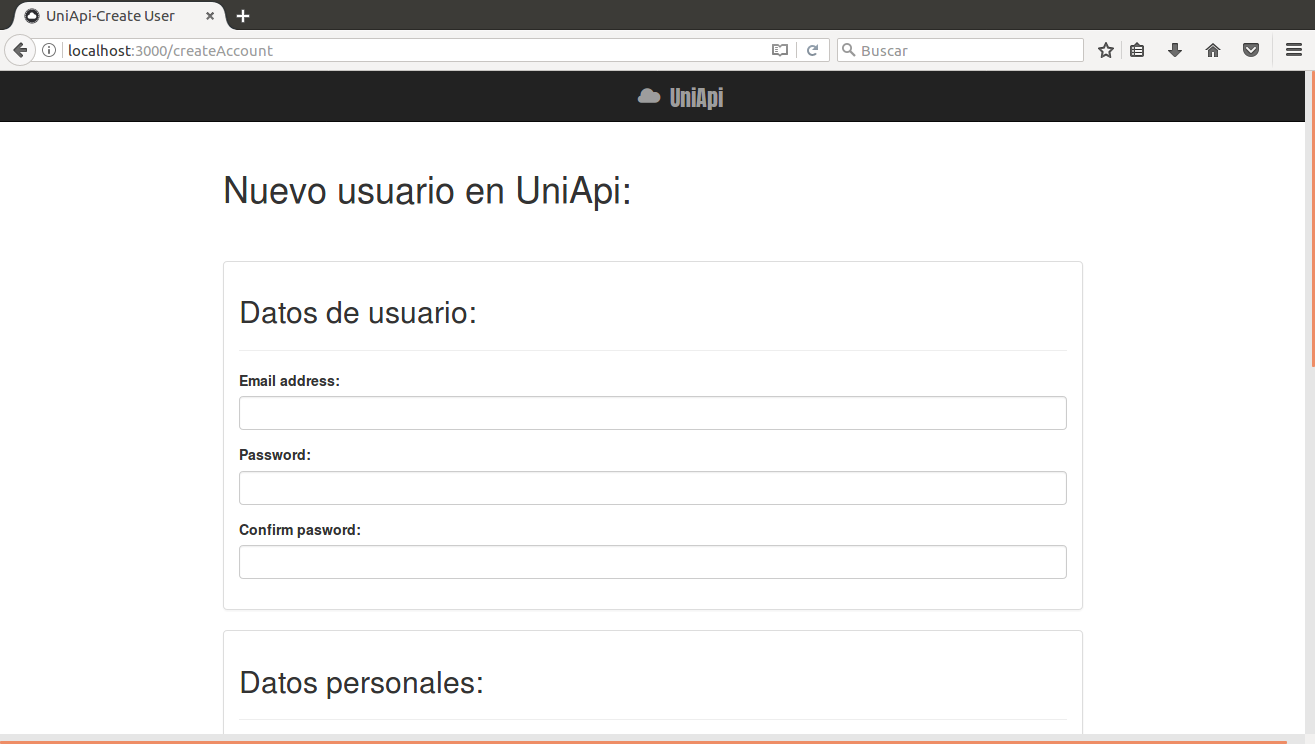 UniApi-Create User
localhost:3000/createAccount
Buscar
UniApi
Nuevo usuario en UniApi:
Datos de usuario:
Email address:
Password:
Confirm pasword:
Datos personales: